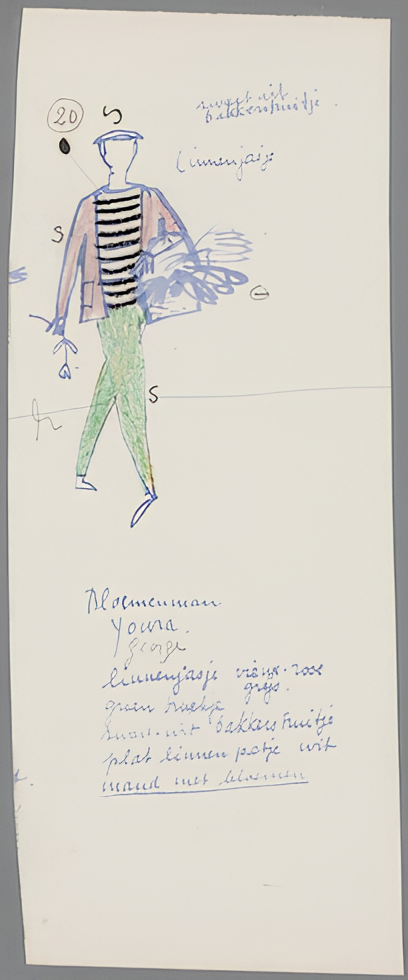 20
S
zwart wit
bakkerstruitje
linnenjasje
S
S
Bloemenman
Youra.
george
linnenjasje vieux-rose
grijs.
groen broekje
zwart-wit bakkerstruitje
plat linnen petje wit
mand met bloemen